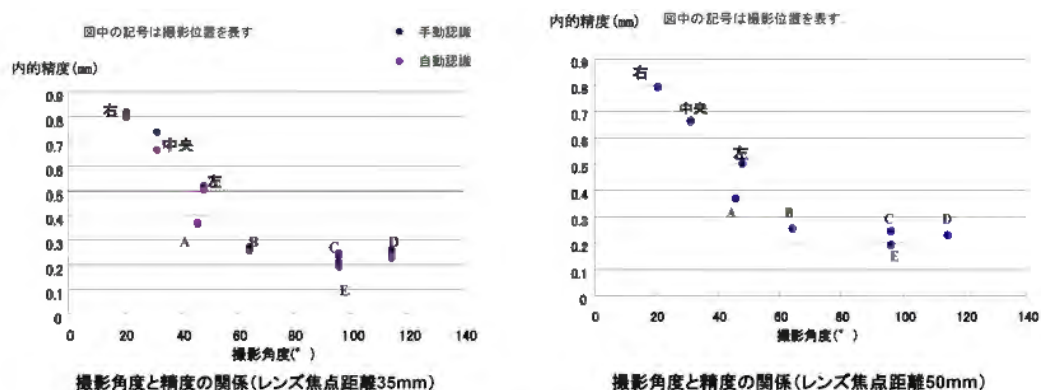 図中の記号は撮影位置を表す
手動認識
自動認識
内的精度(㎜)
0.9
0.8
0.7
0.6
0.5
0.4
0.3
0.2
0.1
0
右
中央
左
A
B
C
D
E
0 20 40 60 80 100 120 140
撮影角度(°)
撮影角度と精度の関係(レンズ焦点距離35mm)
内的精度(㎜)
図中の記号は撮影位置を表す
0.9
0.8
0.7
0.6
0.5
0.4
0.3
0.2
0.1
0
右
中央
左
A
B
C
D
E
0 20 40 60 80 100 120 140
撮影角度(°)
撮影角度と精度の関係(レンズ焦点距離50mm)